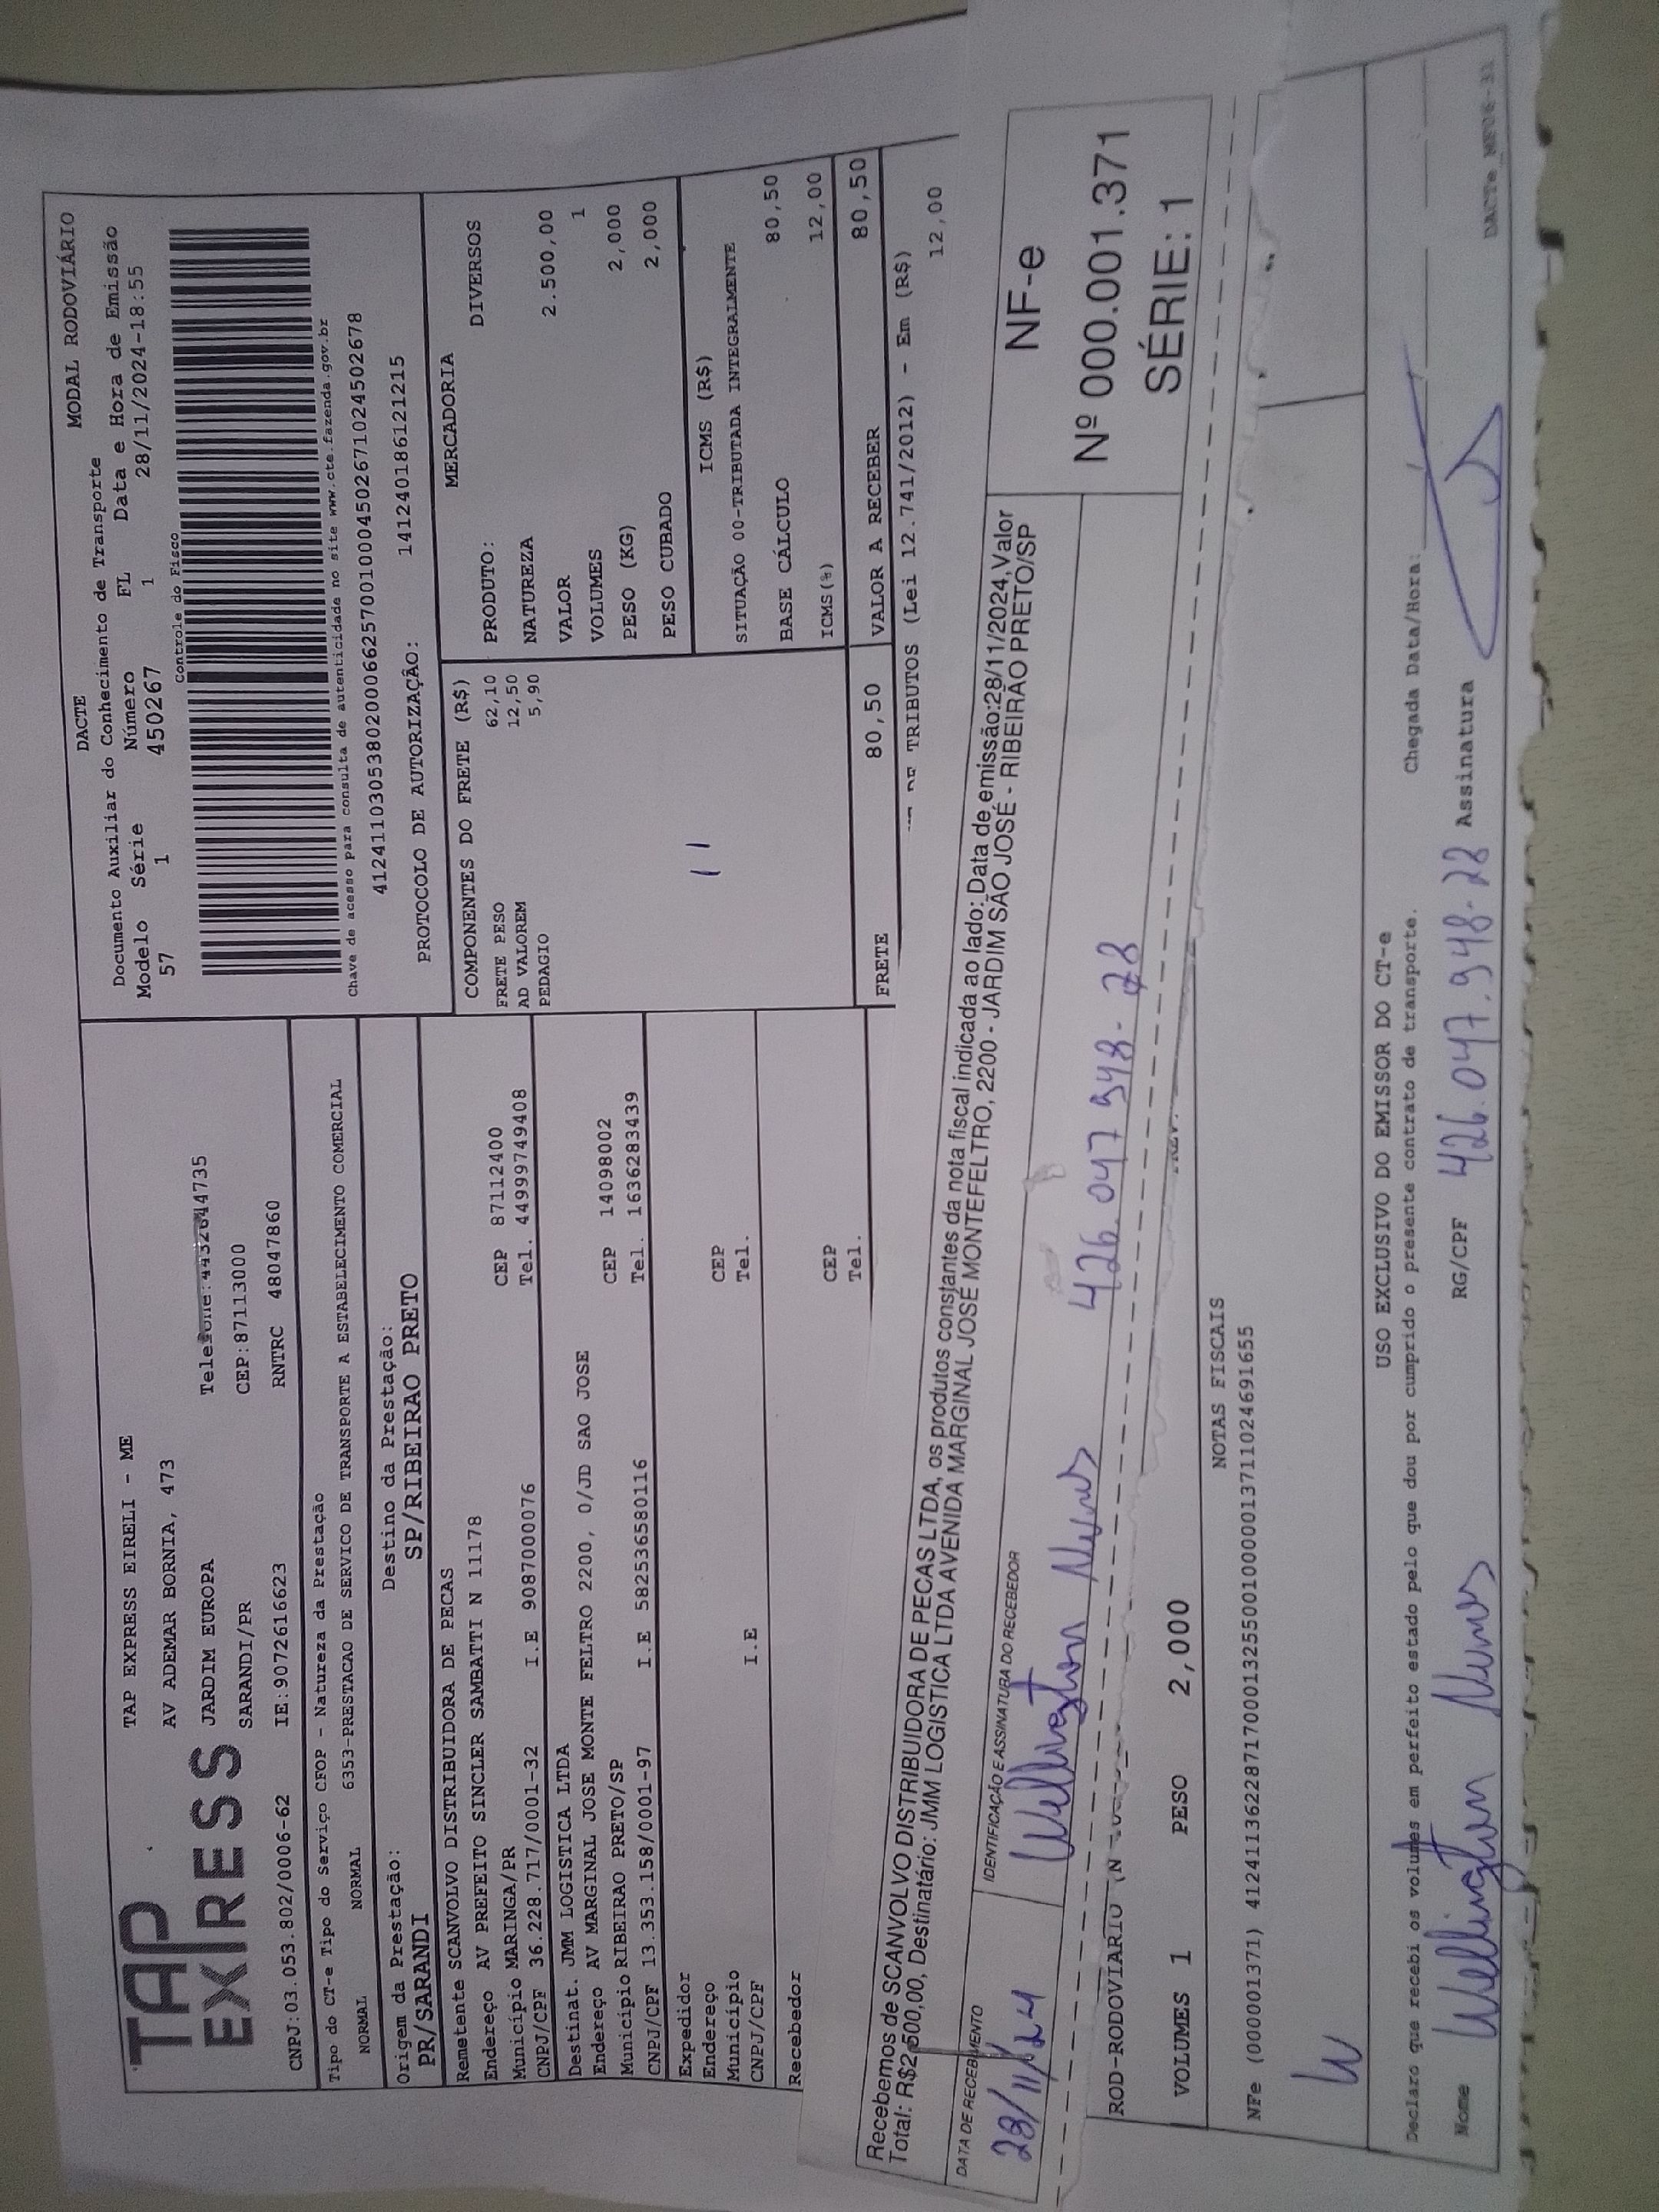 TAP EXPRESS
TAP EXPRESS EIRELI - ME
AV ADEMAR BORNIA, 473
JARDIM EUROPA
SARANDI/PR
CEP:87113000
CNPJ:03.053.802/0006-62 IE:9072616623 RNTRC 48047860
Tipo do CT-e Tipo do Serviço CFOP - Natureza da Prestação
NORMAL NORMAL 6353-PRESTACAO DE SERVICO DE TRANSPORTE A ESTABELECIMENTO COMERCIAL
Origem da Prestação: Destino da Prestação:
PR/SARANDI SP/RIBEIRAO PRETO
Remetente SCANVOLVO DISTRIBUIDORA DE PECAS
Endereço AV PREFEITO SINCLER SAMBATTI N 11178 CEP 87112400
Município MARINGA/PR Tel. 44999749408
CNPJ/CPF 36.228.717/0001-32 I.E 9087000076
Destinat. JMM LOGISTICA LTDA
Endereço AV MARGINAL JOSE MONTE FELTRO 2200, 0/JD SAO JOSE CEP 14098002
Município RIBEIRAO PRETO/SP Tel. 1636283439
CNPJ/CPF 13.353.158/0001-97 I.E 582536580116
Expedidor
Endereço CEP
Município Tel.
CNPJ/CPF I.E
Recebedor
CEP
Tel.
DACTE MODAL RODOVIÁRIO
Documento Auxiliar do Conhecimento de Transporte
Modelo Série Número FL Data e Hora de Emissão
57 1 450267 1 28/11/2024-18:55
Controle do Fisco
Chave de acesso para consulta de autenticidade no site www.cte.fazenda.gov.br
41241103053802000662570010004502671024502678
PROTOCOLO DE AUTORIZAÇÃO: 141240186121215
COMPONENTES DO FRETE (R$)
FRETE PESO 62,10
AD VALOREM 12,50
PEDAGIO 5,90
MERCADORIA
PRODUTO: DIVERSOS
NATUREZA
VALOR 2.500,00
VOLUMES 1
PESO (KG) 2,000
PESO CUBADO 2,000
ICMS (R$)
SITUAÇÃO 00-TRIBUTADA INTEGRALMENTE
BASE CÁLCULO 80,50
ICMS(%) 12,00
FRETE 80,50 VALOR A RECEBER 80,50
TRIBUTOS (Lei 12.741/2012) - Em (R$) 12,00
Recebemos de SCANVOLVO DISTRIBUIDORA DE PECAS LTDA, os produtos constantes da nota fiscal indicada ao lado: Data de emissão:28/11/2024,Valor
Total: R$2.500,00, Destinatário: JMM LOGISTICA LTDA AVENIDA MARGINAL JOSÉ MONTEFELTRO, 2200 - JARDIM SÃO JOSÉ - RIBEIRÃO PRETO/SP
NF-e
Nº 000.001.371
SÉRIE: 1
DATA DE RECEBIMENTO IDENTIFICAÇÃO E ASSINATURA DO RECEBEDOR
Wellington Nunes 426.047 948-28
ROD-RODOVIARIO
VOLUMES 1 PESO 2,000
NOTAS FISCAIS
NFe (000001371) 41241136228717000132550010000013711024691655
USO EXCLUSIVO DO EMISSOR DO CT-e
Declaro que recebi os volumes em perfeito estado pelo que dou por cumprido o presente contrato de transporte. Chegada Data/Hora:
Nome Wellington Nunes RG/CPF 426.047.948-28 Assinatura